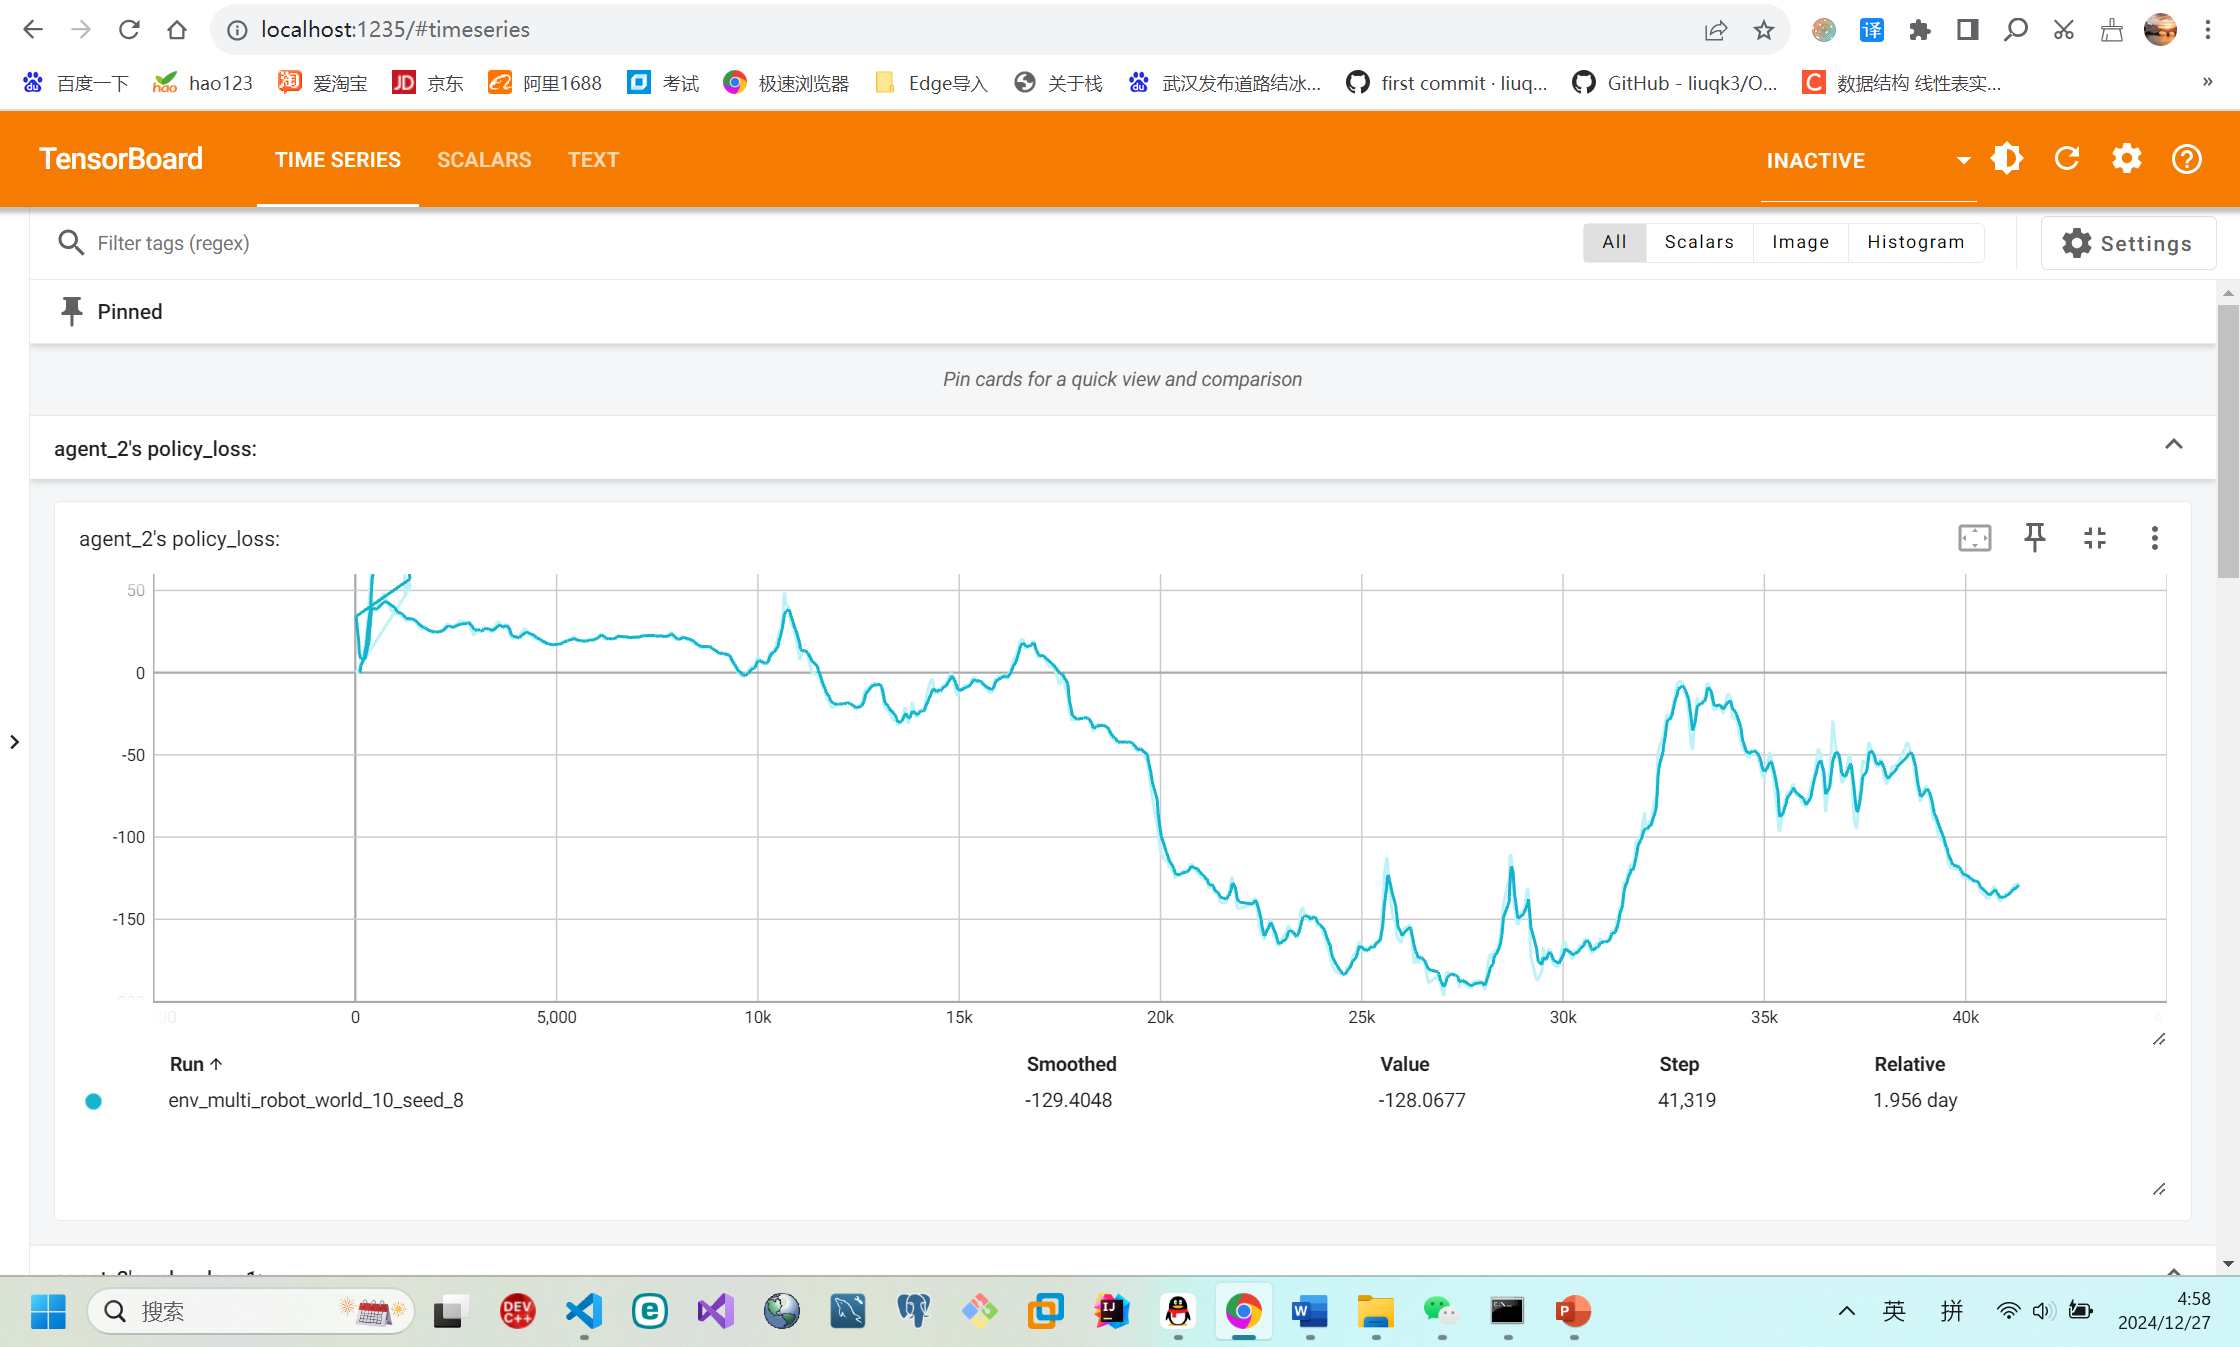 localhost:1235/#timeseries
译
百度一下 hao123 爱淘宝 京东 阿里1688 考试 极速浏览器 Edge导入 关于栈 武汉发布道路结冰... first commit · liuq... GitHub - liuqk3/O... 数据结构 线性表实... »
TensorBoard TIME SERIES SCALARS TEXT INACTIVE
Filter tags (regex) All Scalars Image Histogram Settings
Pinned
Pin cards for a quick view and comparison
agent_2's policy_loss:
agent_2's policy_loss:
50
0
-50
-100
-150
0 5,000 10k 15k 20k 25k 30k 35k 40k
Run ↑ Smoothed Value Step Relative
env_multi_robot_world_10_seed_8 -129.4048 -128.0677 41,319 1.956 day
搜索 英 拼 4:58
2024/12/27